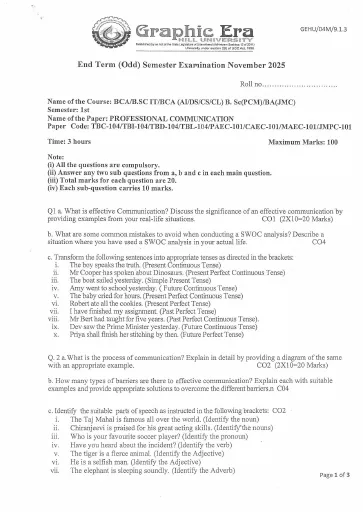 GEHU/04M/9.1.3
Graphic Era
HILL UNIVERSITY
End Term (Odd) Semester Examination November 2025
Roll no..............................
Name of the Course: BCA/B.SC IT/BCA (AI/DS/CS/CL) B. Sc(PCM)/BA(JMC)
Semester: 1st
Name of the Paper: PROFESSIONAL COMMUNICATION
Paper Code: TBC-104/TBI-104/TBD-104/TBL-104/PAEC-101/CAEC-101/MAEC-101/JMPC-101
Time: 3 hours Maximum Marks: 100
Note:
(i) All the questions are compulsory.
(ii) Answer any two sub questions from a, b and c in each main question.
(iii) Total marks for each question are 20.
(iv) Each sub-question carries 10 marks.
Q1 a. What is effective Communication? Discuss the significance of an effective communication by
providing examples from your real-life situations. CO1 (2X10=20 Marks)
b. What are some common mistakes to avoid when conducting a SWOC analysis? Describe a
situation where you have used a SWOC analysis in your actual life. CO4
c. Transform the following sentences into appropriate tenses as directed in the brackets:
i. The boy speaks the truth. (Present Continuous Tense)
ii. Mr Cooper has spoken about Dinosaurs. (Present Perfect Continuous Tense)
iii. The boat sailed yesterday. (Simple Present Tense)
iv. Amy went to school yesterday. ( Future Continuous Tense)
v. The baby cried for hours. (Present Perfect Continuous Tense)
vi. Robert ate all the cookies. (Present Perfect Tense)
vii. I have finished my assignment. (Past Perfect Tense)
viii. Mr Bert had taught for five years. (Past Perfect Continuous Tense).
ix. Dev saw the Prime Minister yesterday. (Future Continuous Tense)
x. Priya shall finish her stitching by then. (Future Perfect Tense)
Q. 2 a.What is the process of communication? Explain in detail by providing a diagram of the same
with an appropriate example. CO2 (2X10=20 Marks)
b. How many types of barriers are there to effective communication? Explain each with suitable
examples and provide appropriate solutions to overcome the different barriers.n C04
c. Identify the suitable parts of speech as instructed in the following brackets: CO2
i. The Taj Mahal is famous all over the world. (Identify the noun)
ii. Chiranjeevi is praised for his great acting skills. (Identify the nouns)
iii. Who is your favourite soccer player? (Identify the pronoun)
iv. Have you heard about the incident? (Identify the verb)
v. The tiger is a fierce animal. (Identify the Adjective)
vi. He is a selfish man. (Identify the Adjective)
vii. The elephant is sleeping soundly. (Identify the Adverb)
Page 1 of 3